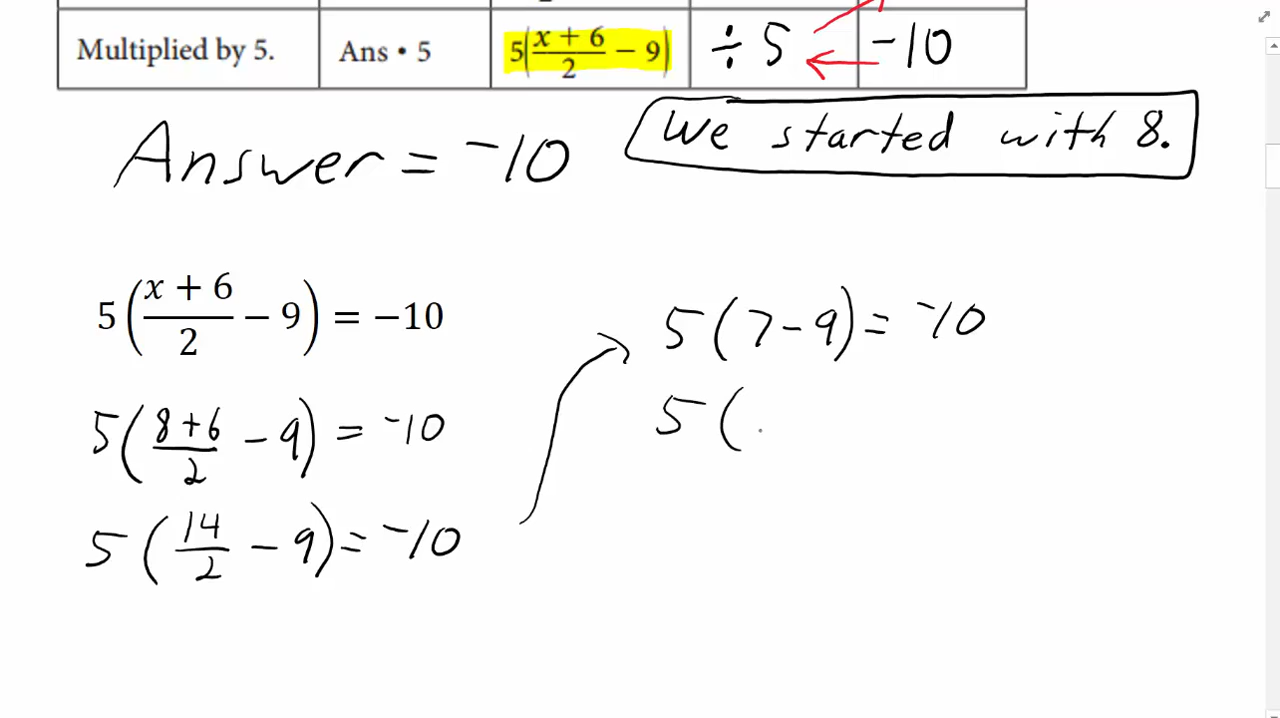 Multiplied by 5. Ans • 5 5((x + 6)/2 − 9) ÷5 -10
Answer = -10
We started with 8.
5((x + 6)/2 − 9) = −10
5((8+6)/2 - 9) = -10
5(14/2 - 9) = -10
5(7-9) = -10
5(